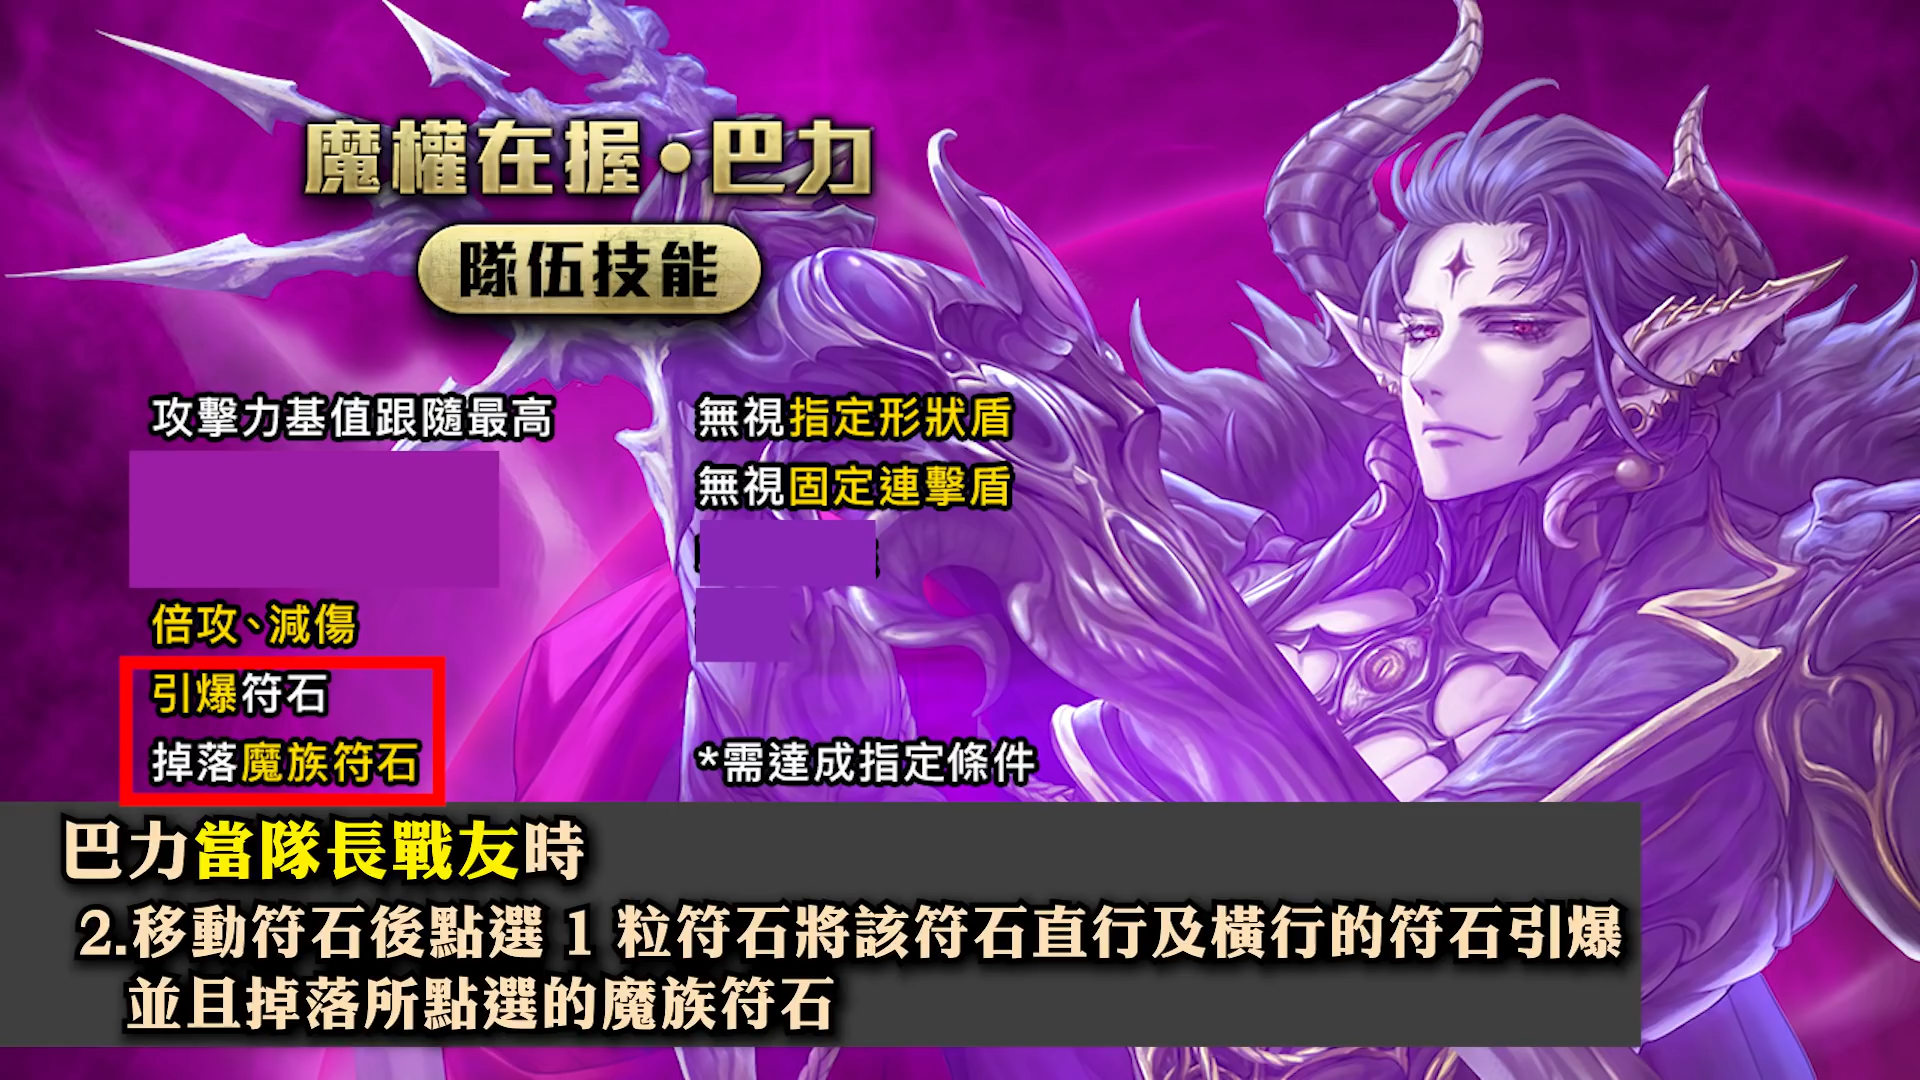 魔權在握•巴力
隊伍技能
攻擊力基值跟隨最高
倍攻、減傷
引爆符石
掉落魔族符石
無視指定形狀盾
無視固定連擊盾
*需達成指定條件
巴力當隊長戰友時
2.移動符石後點選 1 粒符石將該符石直行及橫行的符石引爆
並且掉落所點選的魔族符石